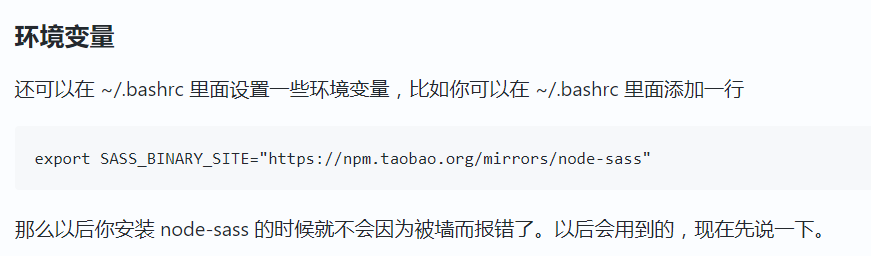 环境变量
还可以在 ~/.bashrc 里面设置一些环境变量，比如你可以在 ~/.bashrc 里面添加一行
export SASS_BINARY_SITE="https://npm.taobao.org/mirrors/node-sass"
那么以后你安装 node-sass 的时候就不会因为被墙而报错了。以后会用到的，现在先说一下。